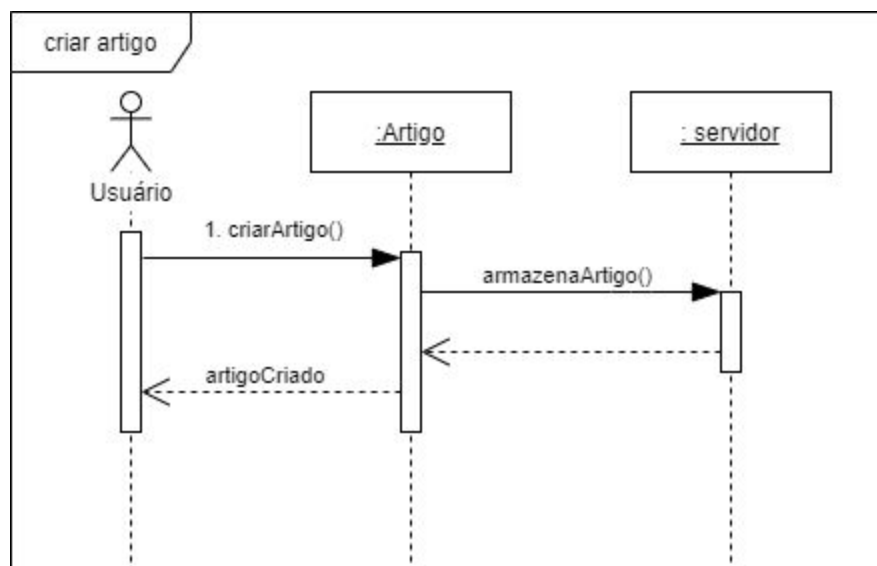 criar artigo
:Artigo
: servidor
Usuário
1. criarArtigo()
armazenaArtigo()
artigoCriado